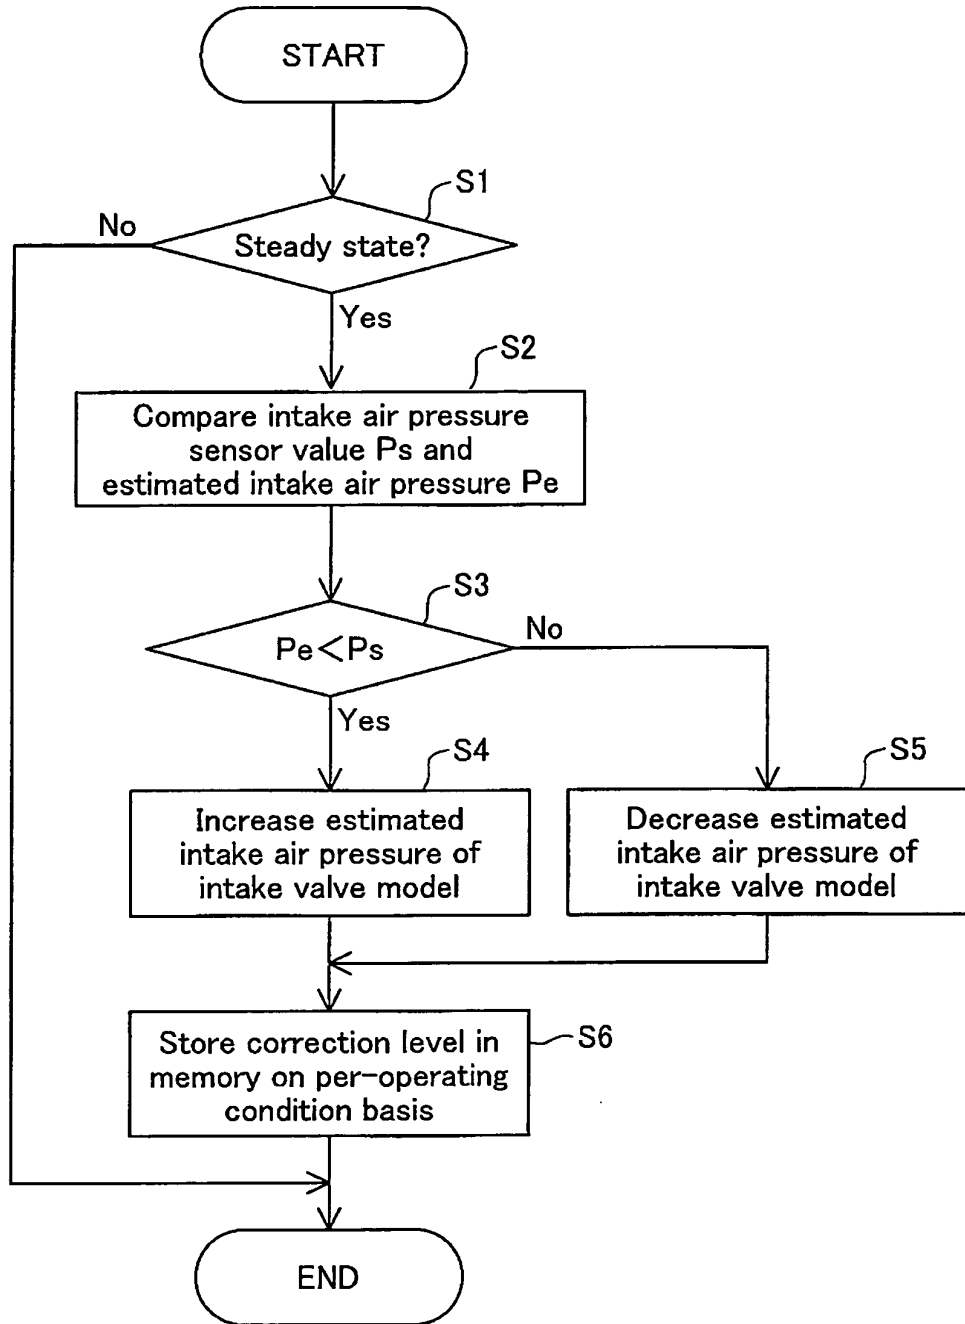 START
S1
No
Steady state?
Yes
S2
Compare intake air pressure
sensor value Ps and
estimated intake air pressure Pe
S3
Pe<Ps
No
Yes
S4
Increase estimated
intake air pressure of
intake valve model
S5
Decrease estimated
intake air pressure of
intake valve model
S6
Store correction level in
memory on per-operating
condition basis
END